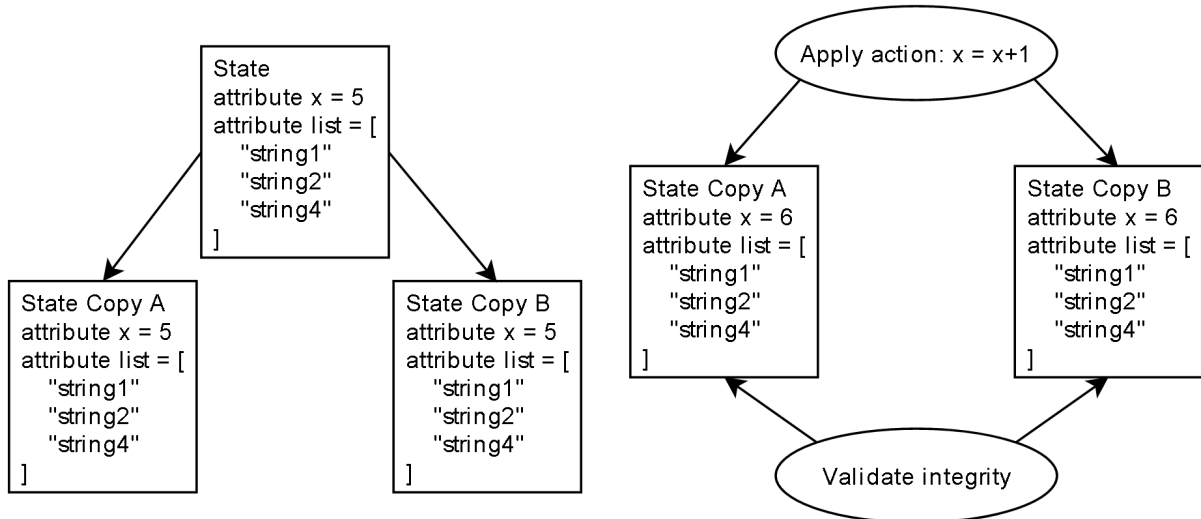 State
attribute x = 5
attribute list = [
"string1"
"string2"
"string4"
]
State Copy A
attribute x = 5
attribute list = [
"string1"
"string2"
"string4"
]
State Copy B
attribute x = 5
attribute list = [
"string1"
"string2"
"string4"
]
Apply action: x = x+1
State Copy A
attribute x = 6
attribute list = [
"string1"
"string2"
"string4"
]
State Copy B
attribute x = 6
attribute list = [
"string1"
"string2"
"string4"
]
Validate integrity